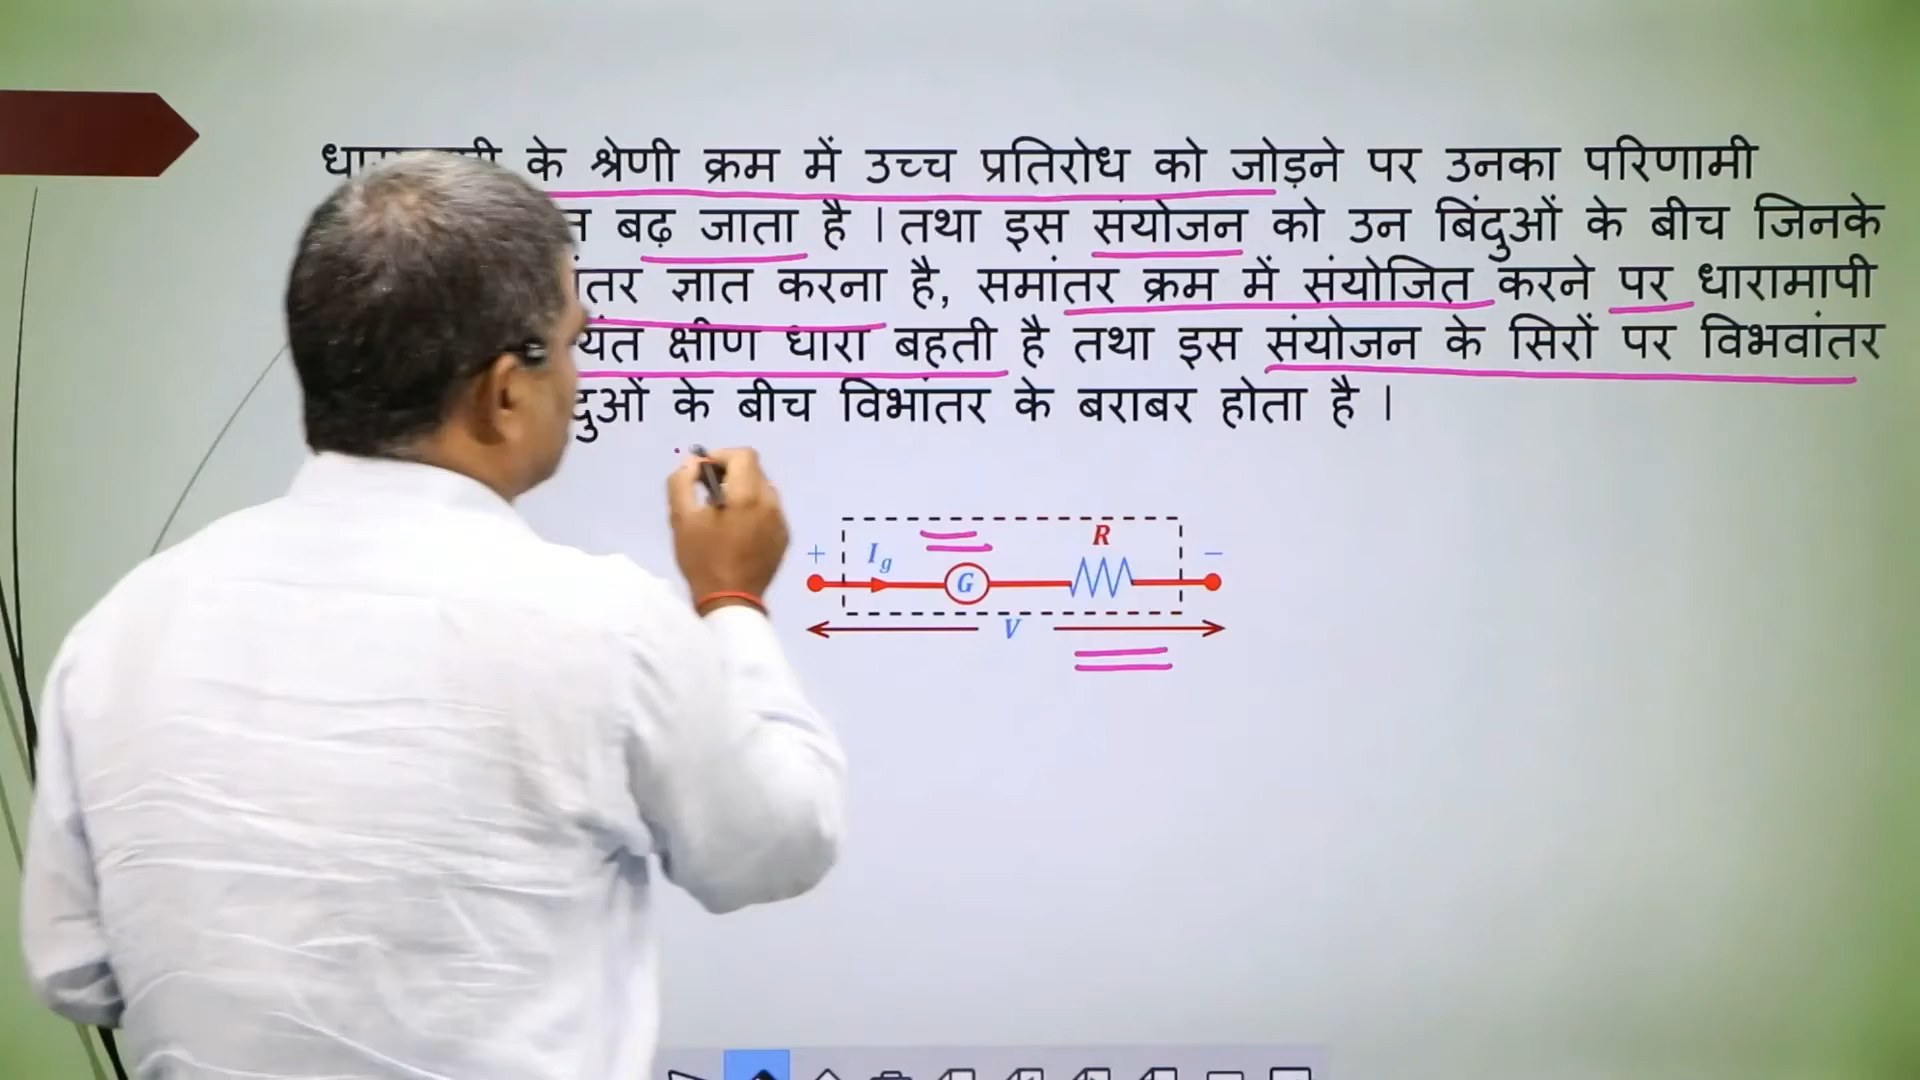 के श्रेणी क्रम में उच्च प्रतिरोध को जोड़ने पर उनका परिणामी
बढ़ जाता है । तथा इस संयोजन को उन बिंदुओं के बीच जिनके
ज्ञात करना है, समांतर क्रम में संयोजित करने पर धारामापी
क्षीण धारा बहती है तथा इस संयोजन के सिरों पर विभवांतर
के बीच विभांतर के बराबर होता है ।
R
+ I_g −
G
V